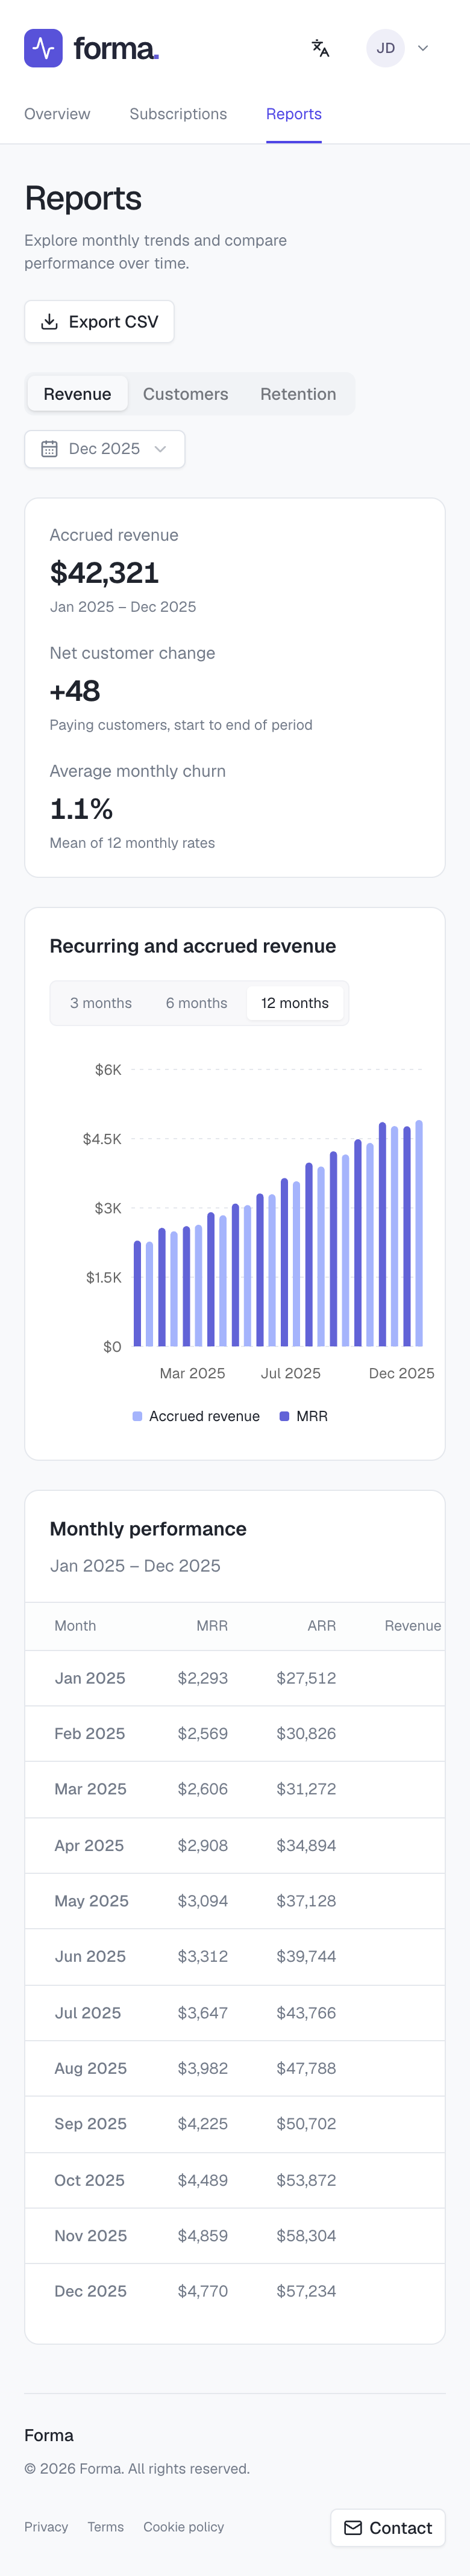 forma.
JD
Overview Subscriptions Reports
Reports
Explore monthly trends and compare
performance over time.
Export CSV
Revenue Customers Retention
Dec 2025
Accrued revenue
$42,321
Jan 2025 – Dec 2025
Net customer change
+48
Paying customers, start to end of period
Average monthly churn
1.1%
Mean of 12 monthly rates
Recurring and accrued revenue
3 months 6 months 12 months
$6K
$4.5K
$3K
$1.5K
$0
Mar 2025 Jul 2025 Dec 2025
Accrued revenue MRR
Monthly performance
Jan 2025 – Dec 2025
Month MRR ARR Revenue
Jan 2025 $2,293 $27,512
Feb 2025 $2,569 $30,826
Mar 2025 $2,606 $31,272
Apr 2025 $2,908 $34,894
May 2025 $3,094 $37,128
Jun 2025 $3,312 $39,744
Jul 2025 $3,647 $43,766
Aug 2025 $3,982 $47,788
Sep 2025 $4,225 $50,702
Oct 2025 $4,489 $53,872
Nov 2025 $4,859 $58,304
Dec 2025 $4,770 $57,234
Forma
© 2026 Forma. All rights reserved.
Privacy Terms Cookie policy Contact